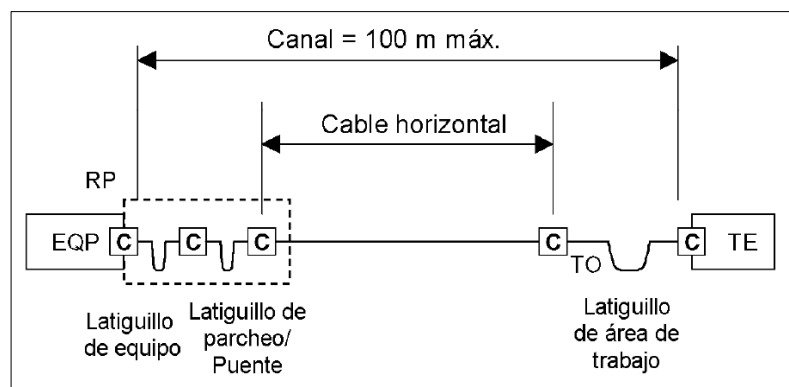 Canal = 100 m máx.
Cable horizontal
RP
EQP
C
C
C
C
TO
C
TE
Latiguillo
de equipo
Latiguillo de
parcheo/
Puente
Latiguillo
de área de
trabajo